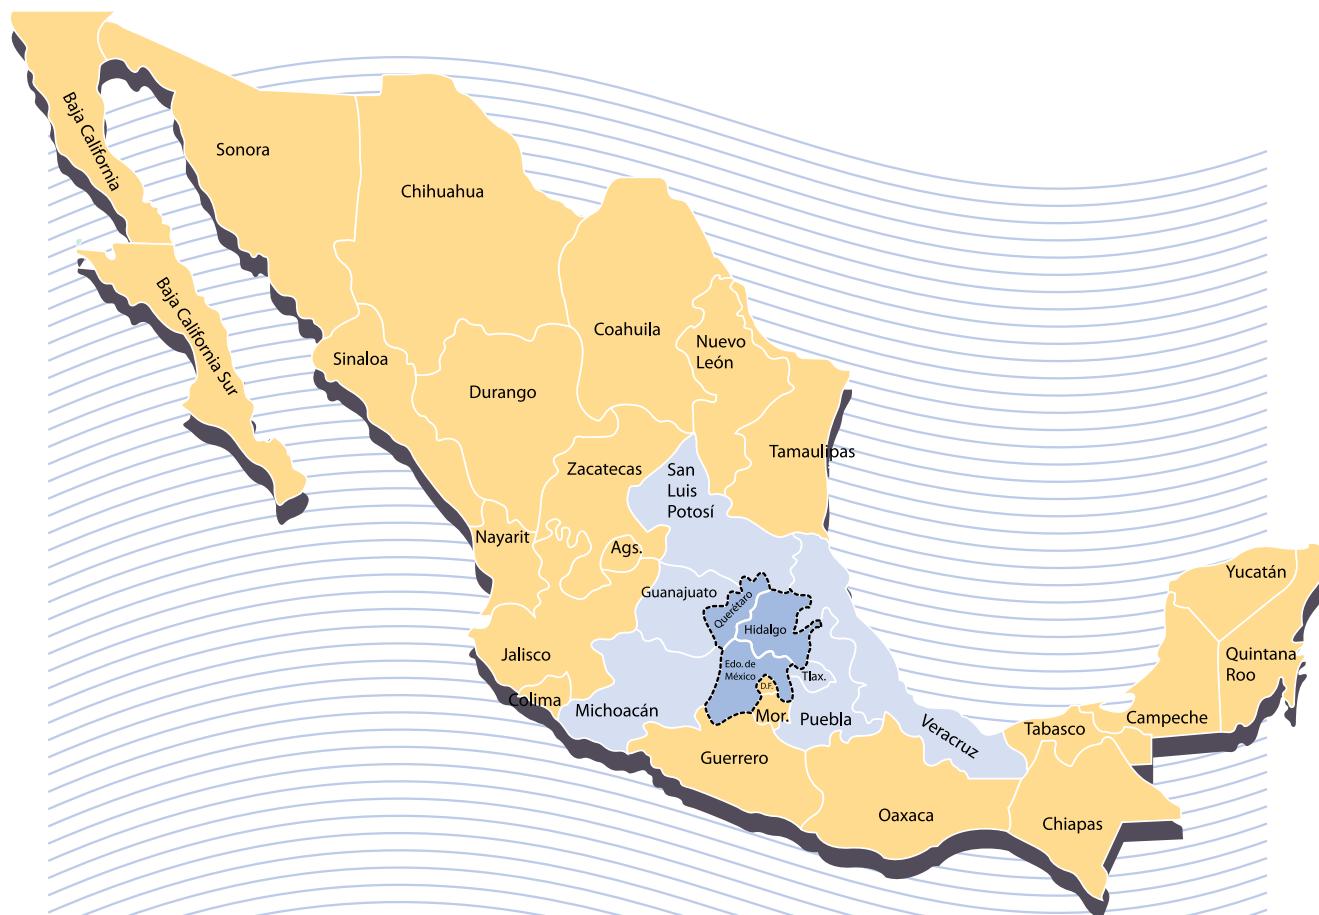 Baja California
Sonora
Chihuahua
Baja California Sur
Coahuila
Nuevo
León
Sinaloa
Durango
Tamaulipas
Zacatecas
San
Luis
Potosí
Nayarit
Ags.
Yucatán
Guanajuato
Querétaro
Hidalgo
Jalisco
Quintana
Roo
Edo. de
México
Tlax.
D.F.
Colima
Michoacán
Mor.
Puebla
Veracruz
Campeche
Tabasco
Guerrero
Oaxaca
Chiapas